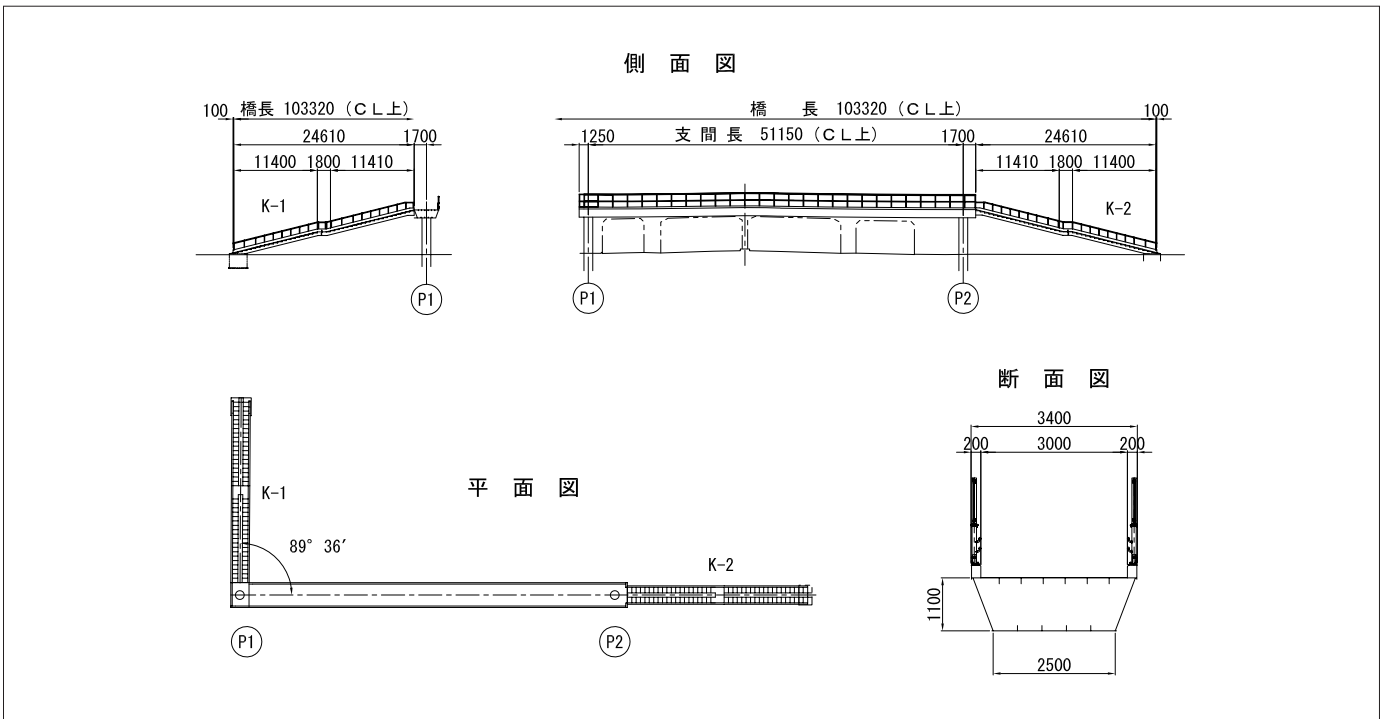 側 面 図
100 橋長 103320 (CL上)
24610 1700
11400 1800 11410
K-1
P1
橋 長 103320 (CL上) 100
1250 支 間 長 51150 (CL上) 1700 24610
11410 1800 11400
K-2
P1 P2
断 面 図
3400
200 3000 200
1100
2500
平 面 図
K-1
89° 36′
K-2
P1 P2